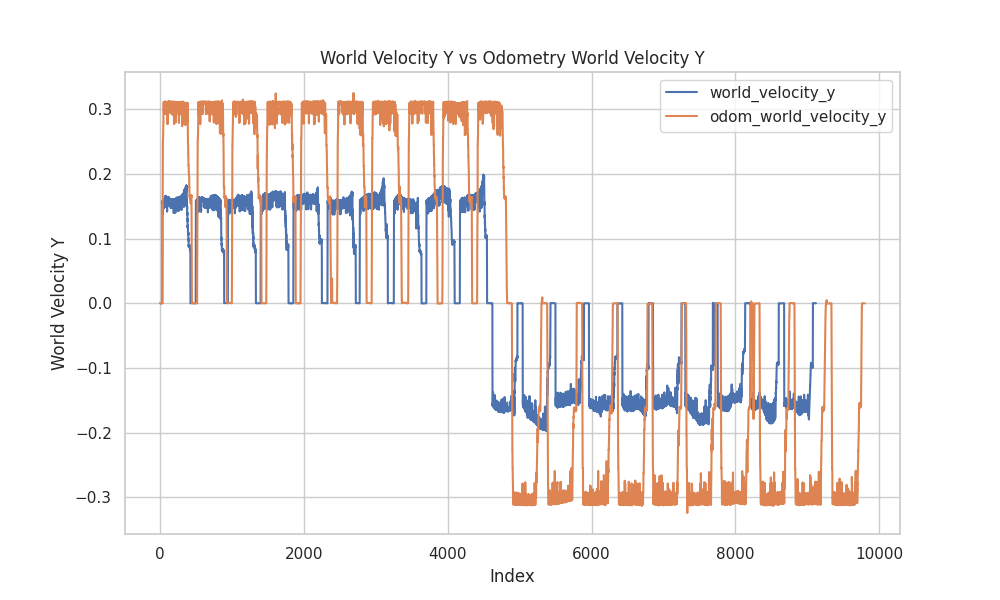 World Velocity Y vs Odometry World Velocity Y
world_velocity_y
odom_world_velocity_y
World Velocity Y
0.3
0.2
0.1
0.0
−0.1
−0.2
−0.3
0
2000
4000
6000
8000
10000
Index